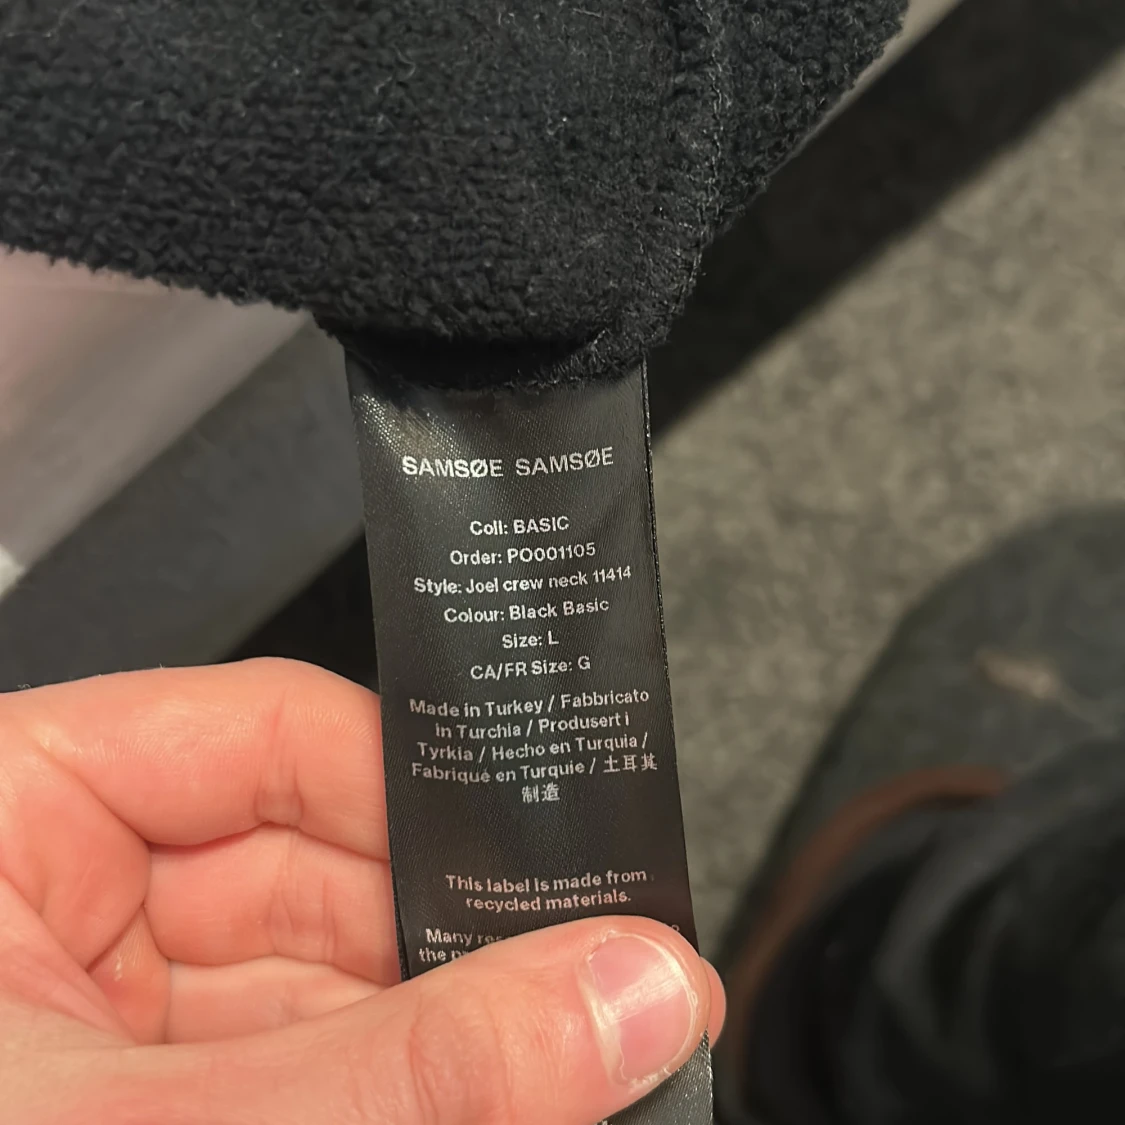 SAMSØE SAMSØE
Coll: BASIC
Order: PO001105
Style: Joel crew neck 11414
Colour: Black Basic
Size: L
CA/FR Size: G
Made in Turkey / Fabbricato
in Turchia / Produsert i
Tyrkia / Hecho en Turquia /
Fabriqué en Turquie / 土耳其
制造
This label is made from
recycled materials.
Many
the